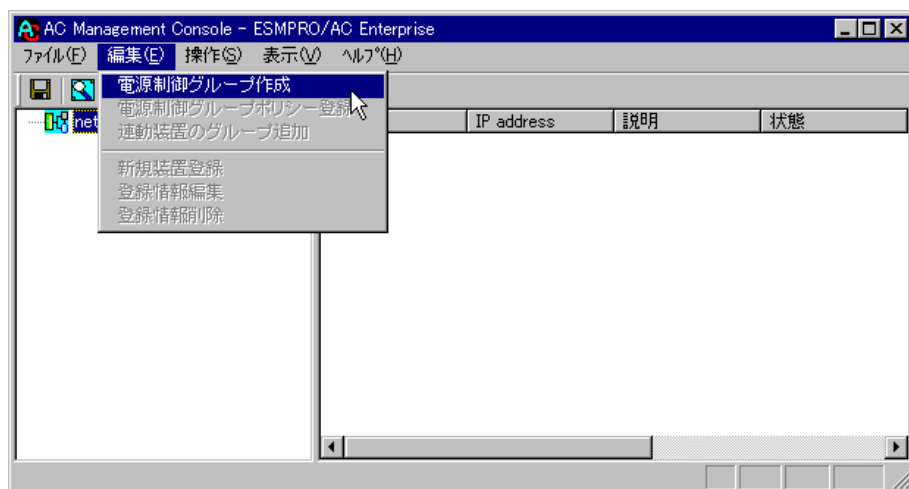 AC Management Console - ESMPRO/AC Enterprise
ファイル(F) 編集(E) 操作(S) 表示(V) ヘルプ(H)
電源制御グループ作成
電源制御グループポリシー登録
連動装置のグループ追加
新規装置登録
登録情報編集
登録情報削除
net
IP address 説明 状態